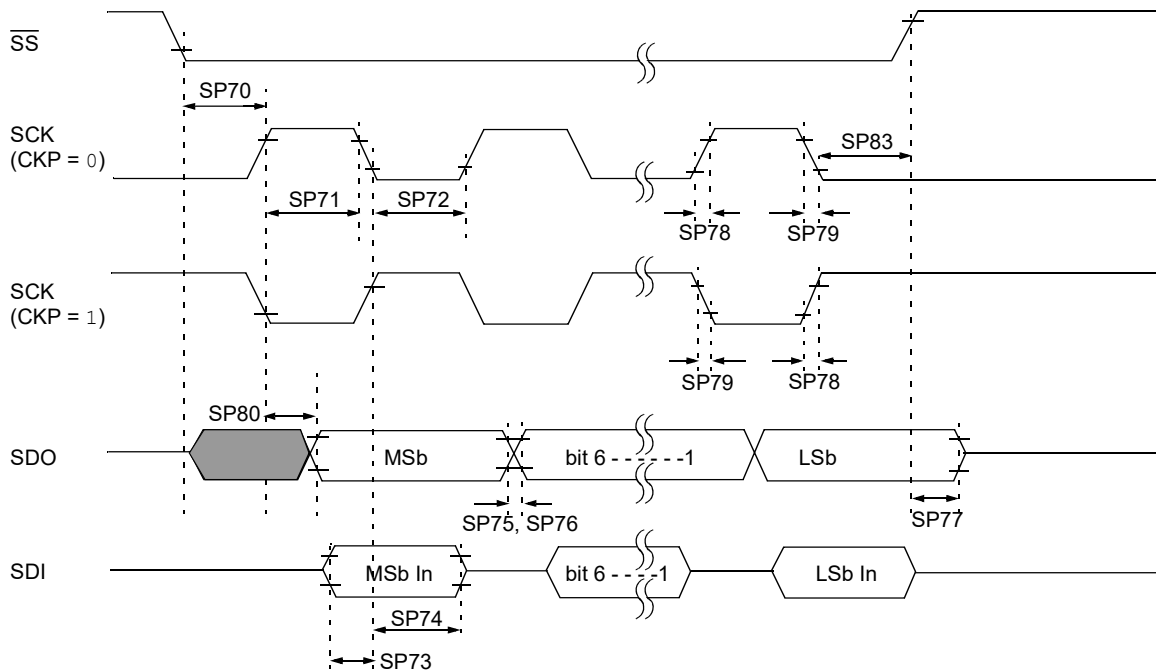 SS
SP70
SCK
(CKP = 0)
SP83
SP71
SP72
SP78
SP79
SCK
(CKP = 1)
SP79
SP78
SP80
SDO
MSb
bit 6 - - - - - - -1
LSb
SP75, SP76
SP77
SDI
MSb In
bit 6 - - - - -1
LSb In
SP74
SP73